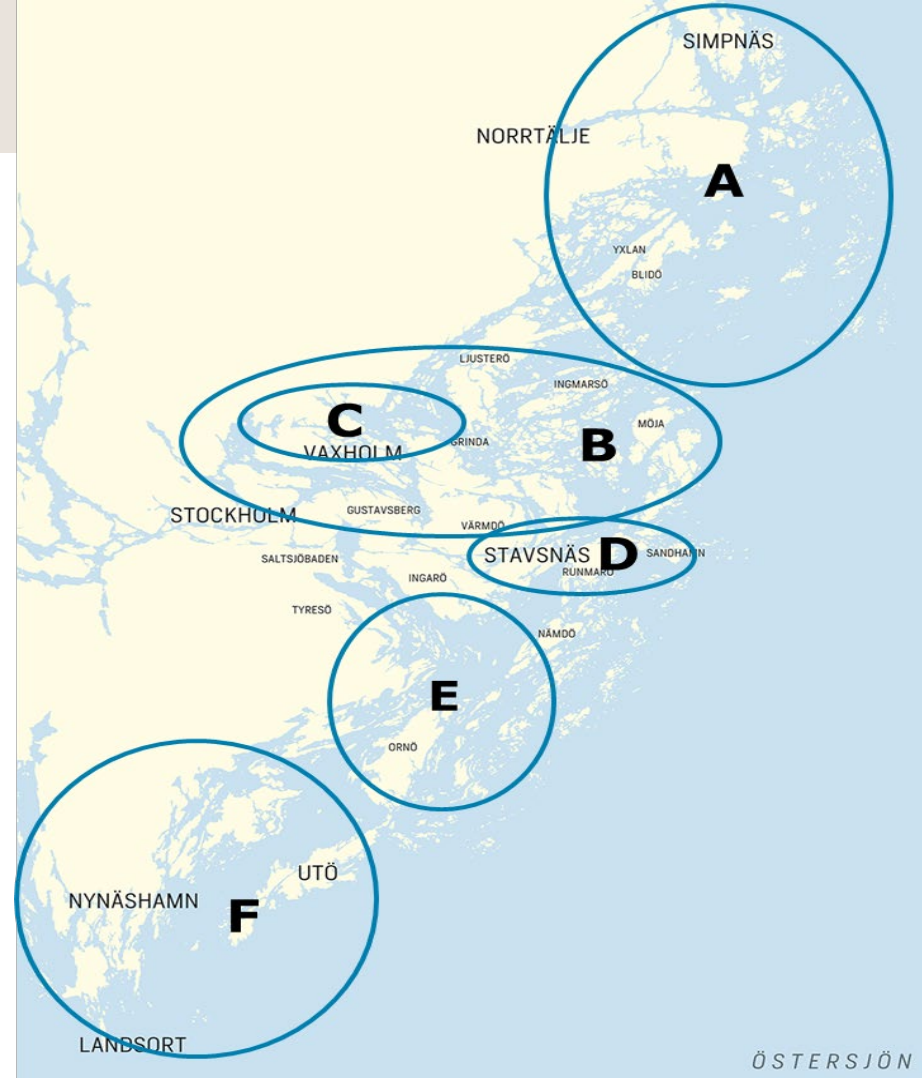 SIMPNÄS
NORRTÄLJE
A
YXLAN
BLIDÖ
LJUSTERÖ
INGMARSÖ
C
MÖJA
B
GRINDA
VAXHOLM
GUSTAVSBERG
STOCKHOLM
VÄRMDÖ
STAVSNÄS
D
SANDHAMN
SALTSJÖBADEN
RUNMARÖ
INGARÖ
TYRESÖ
NÄMDÖ
E
ORNÖ
UTÖ
NYNÄSHAMN
F
LANDSORT
ÖSTERSJÖN